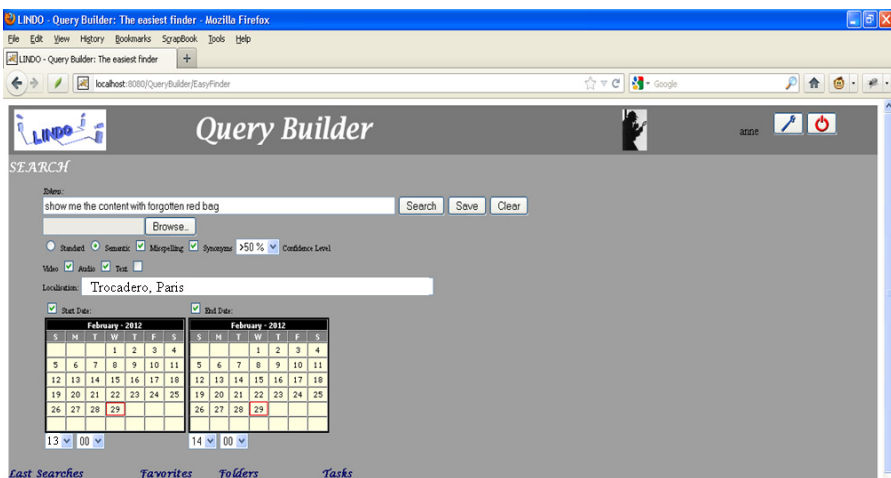 LINDO - Query Builder: The easiest finder - Mozilla Firefox
File Edit View History Bookmarks ScrapBook Tools Help
LINDO - Query Builder: The easiest finder +
localhost:8080/QueryBuilder/EasyFinder Google
LINDO Query Builder anne
SEARCH
Token:
show me the content with forgotten red bag Search Save Clear
Browse..
Standard Semantic Misspelling Synonyms >50 % Confidence Level
Video Audio Text
Localisation: Trocadero, Paris
Start Date: End Date:
February - 2012 February - 2012
S M T W T F S S M T W T F S
1 2 3 4 1 2 3 4
5 6 7 8 9 10 11 5 6 7 8 9 10 11
12 13 14 15 16 17 18 12 13 14 15 16 17 18
19 20 21 22 23 24 25 19 20 21 22 23 24 25
26 27 28 29 26 27 28 29
13 00 14 00
Last Searches Favorites Folders Tasks